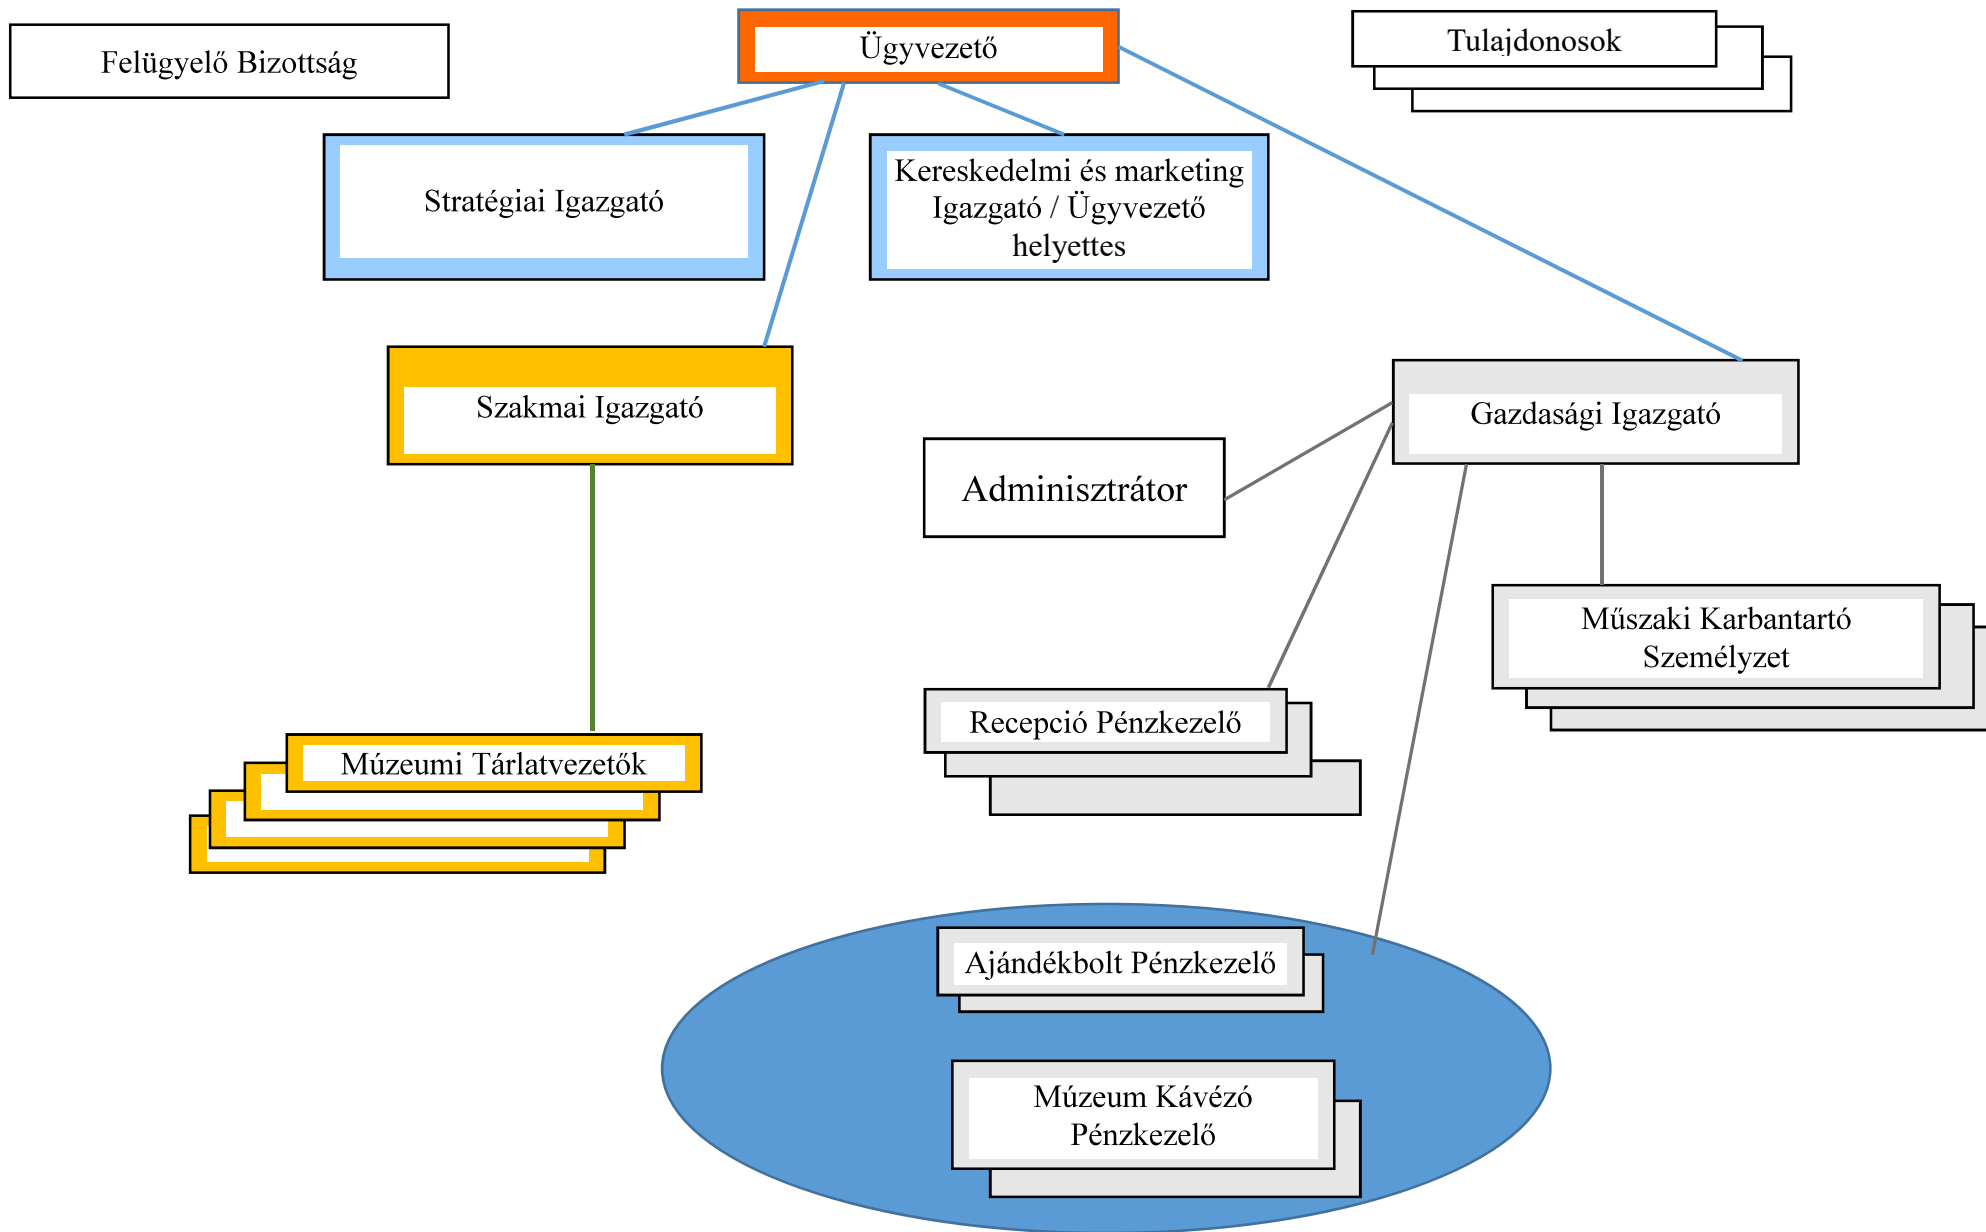 Felügyelő Bizottság
Ügyvezető
Tulajdonosok
Stratégiai Igazgató
Kereskedelmi és marketing
Igazgató / Ügyvezető
helyettes
Szakmai Igazgató
Gazdasági Igazgató
Adminisztrátor
Műszaki Karbantartó
Személyzet
Recepció Pénzkezelő
Múzeumi Tárlatvezetők
Ajándékbolt Pénzkezelő
Múzeum Kávézó
Pénzkezelő